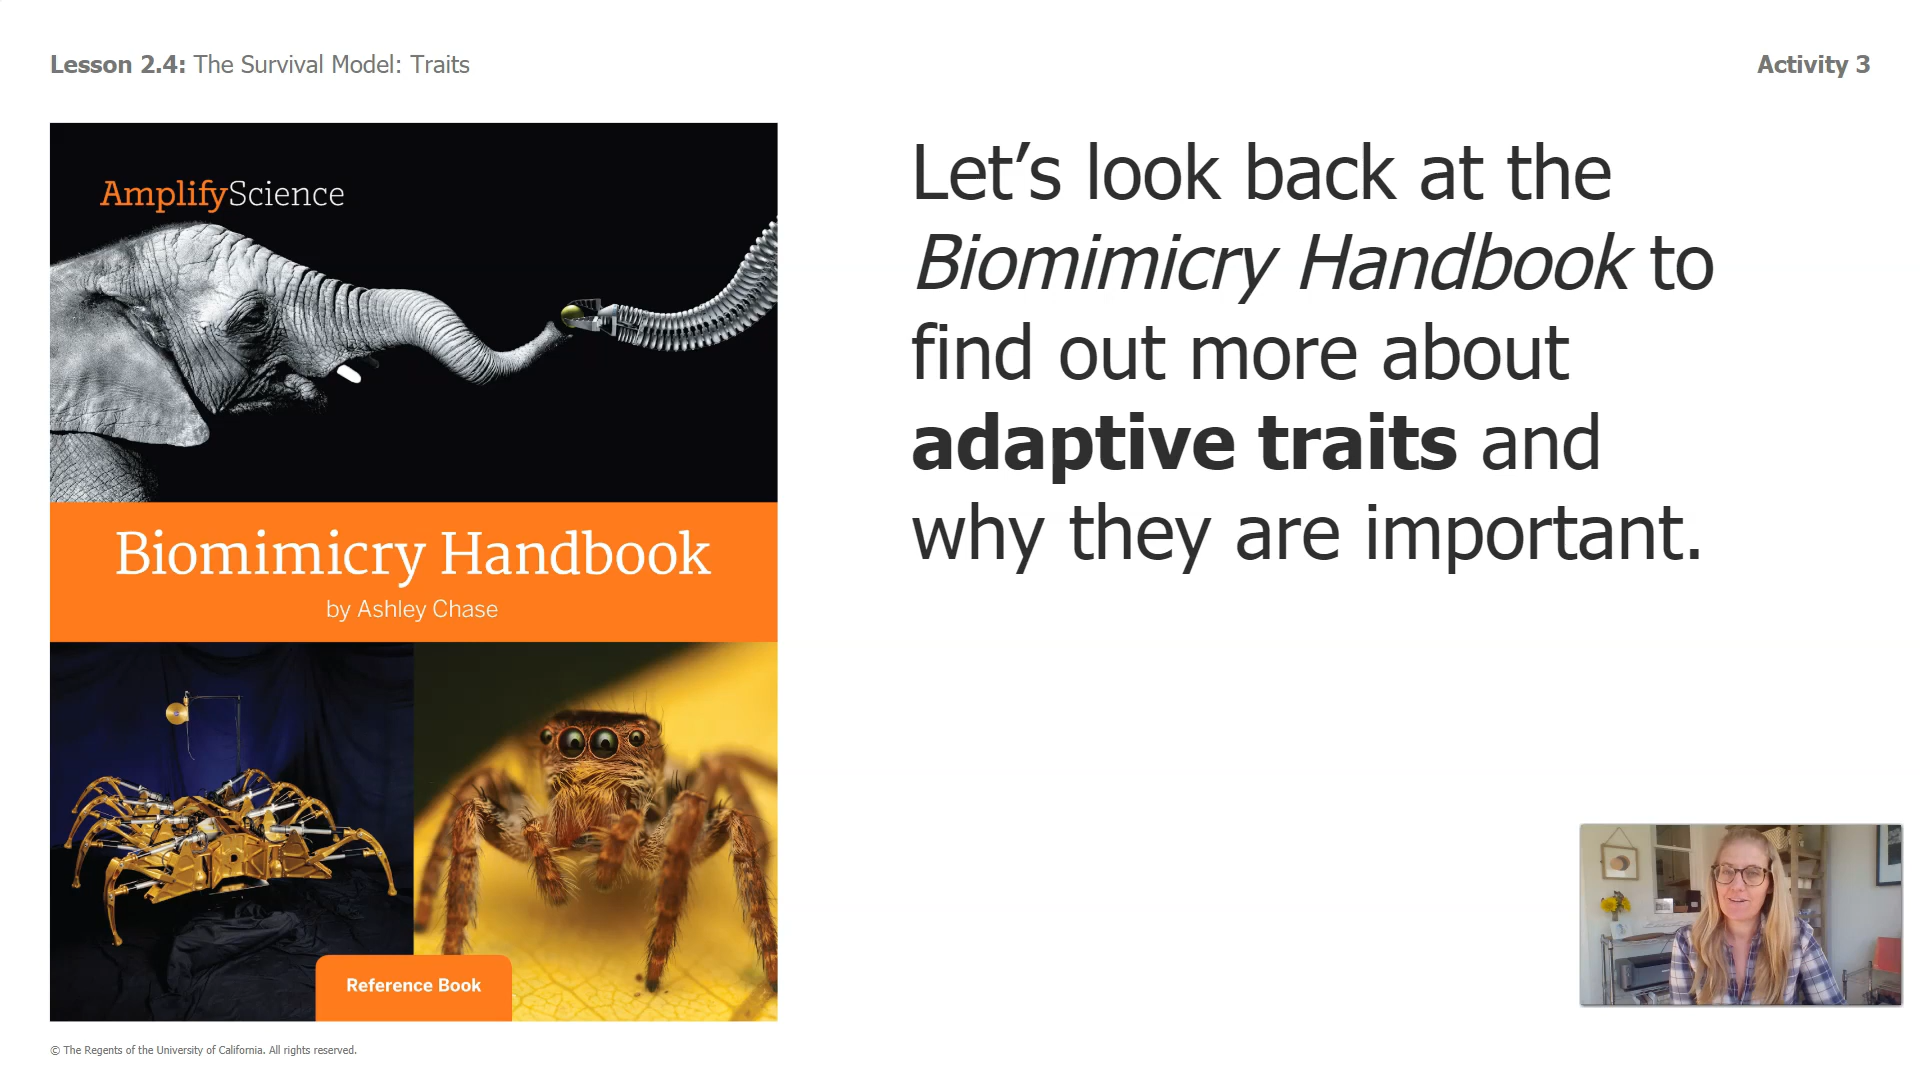 Lesson 2.4: The Survival Model: Traits
Activity 3
AmplifyScience
Biomimicry Handbook
by Ashley Chase
Reference Book
Let’s look back at the
Biomimicry Handbook to
find out more about
adaptive traits and
why they are important.
© The Regents of the University of California. All rights reserved.